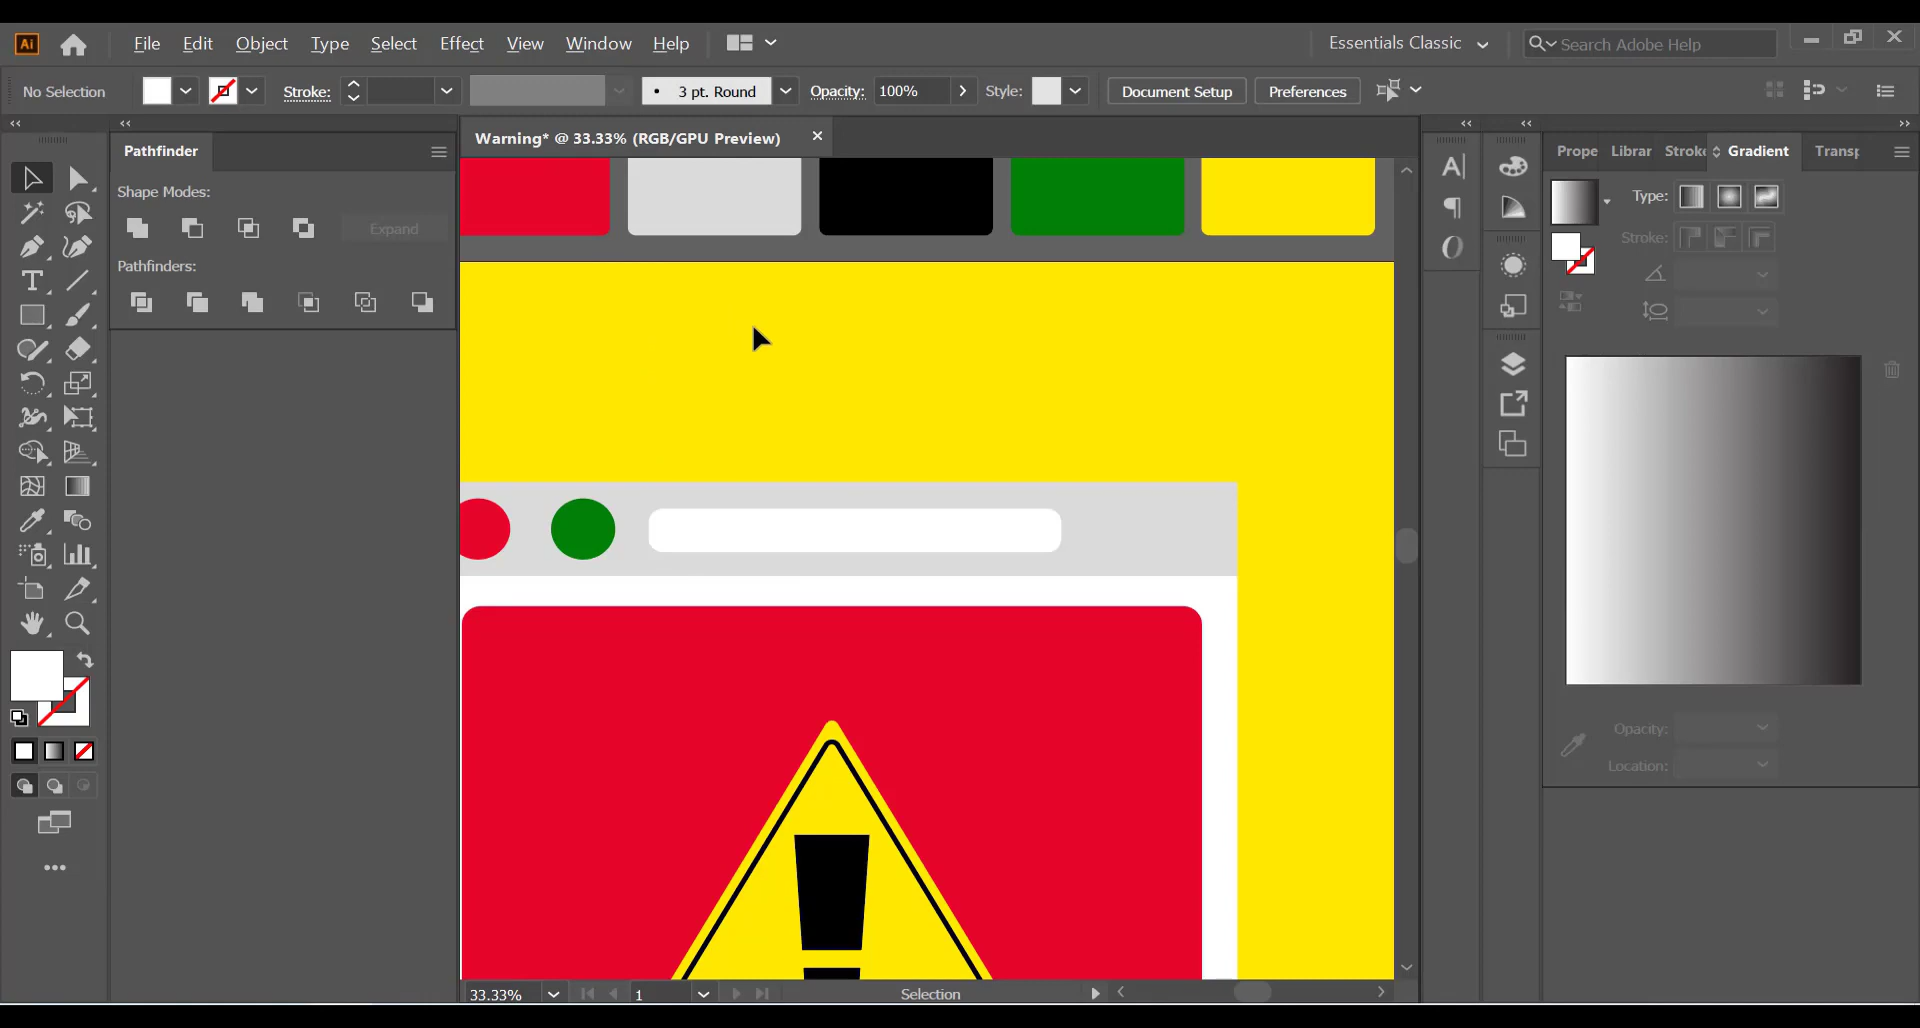 Ai File Edit Object Type Select Effect View Window Help Essentials Classic Search Adobe Help
No Selection Stroke: 3 pt. Round Opacity: 100% Style: Document Setup Preferences
Pathfinder
Warning* @ 33.33% (RGB/GPU Preview)
Prope Librar Stroke Gradient Transp
Shape Modes:
Expand
Pathfinders:
Type:
Stroke:
!
Opacity:
Location:
33.33% 1 Selection